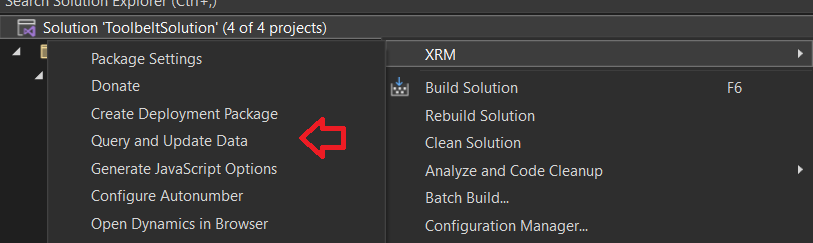 Search Solution Explorer (Ctrl+;)
Solution 'ToolbeltSolution' (4 of 4 projects)
Package Settings
Donate
Create Deployment Package
Query and Update Data
Generate JavaScript Options
Configure Autonumber
Open Dynamics in Browser
XRM
Build Solution F6
Rebuild Solution
Clean Solution
Analyze and Code Cleanup
Batch Build...
Configuration Manager...